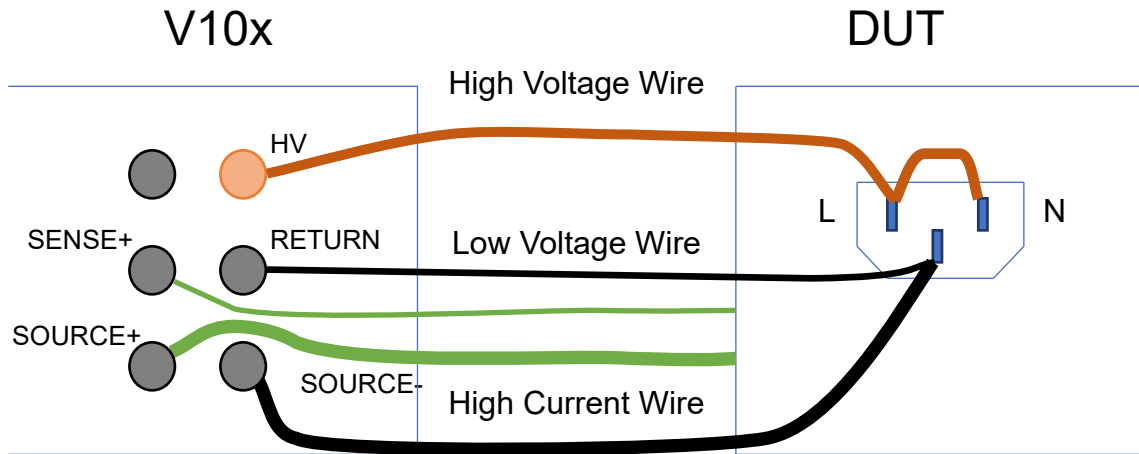 V10x
DUT
High Voltage Wire
HV
L
N
SENSE+
RETURN
Low Voltage Wire
SOURCE+
SOURCE-
High Current Wire